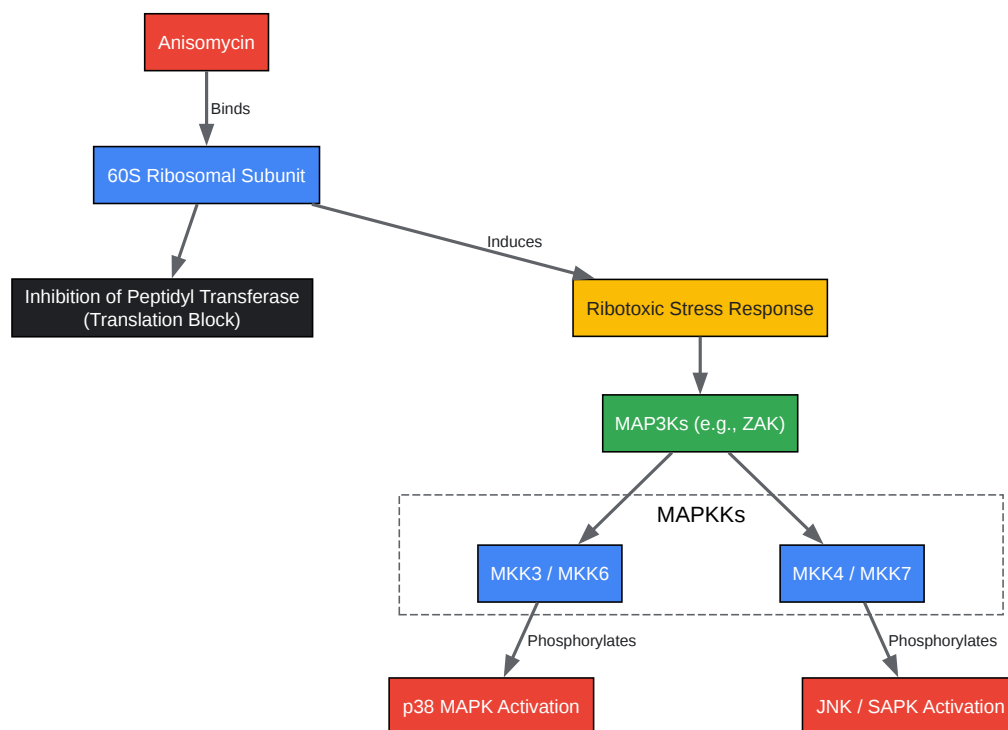 Anisomycin
Binds
60S Ribosomal Subunit
Induces
Inhibition of Peptidyl Transferase
(Translation Block)
Ribotoxic Stress Response
MAP3Ks (e.g., ZAK)
MAPKKs
MKK3 / MKK6
MKK4 / MKK7
Phosphorylates
Phosphorylates
p38 MAPK Activation
JNK / SAPK Activation